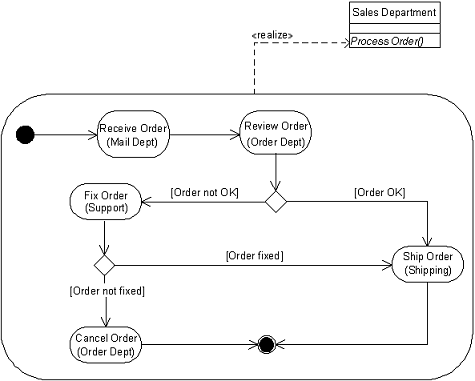 Sales Department
<realize>
Process Order()
Receive Order
(Mail Dept)
Review Order
(Order Dept)
[Order not OK]
[Order OK]
Fix Order
(Support)
[Order fixed]
Ship Order
(Shipping)
[Order not fixed]
Cancel Order
(Order Dept)